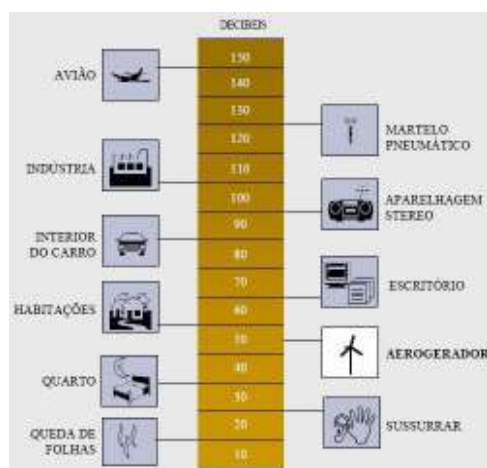 DECIBEIS
AVIÃO
INDÚSTRIA
INTERIOR
DO CARRO
HABITAÇÕES
QUARTO
QUEDA DE
FOLHAS
150
140
130
120
110
100
90
80
70
60
50
40
30
20
10
MARTELO
PNEUMÁTICO
APARELHAGEM
STEREO
ESCRITÓRIO
AEROGERADOR
SUSSURRAR